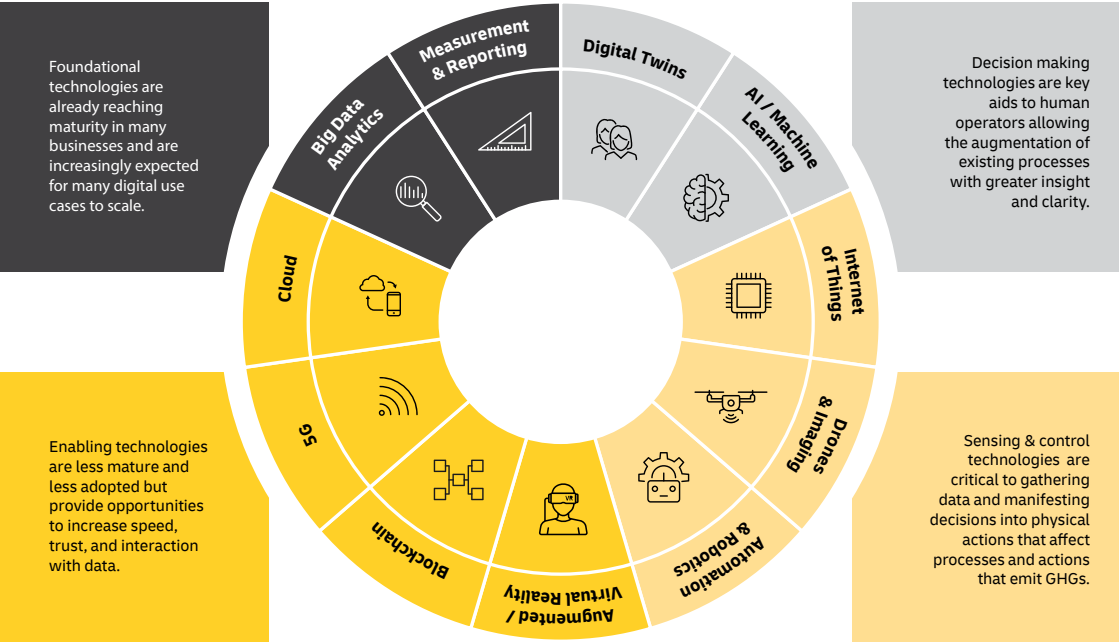 Foundational
technologies are
already reaching
maturity in many
businesses and are
increasingly expected
for many digital use
cases to scale.
Measurement
& Reporting
Digital Twins
AI / Machine
Learning
Internet
of Things
Drones
& Imaging
Automation
& Robotics
Augmented /
Virtual Reality
VR
Blockchain
5G
Cloud
Big Data
Analytics
Decision making
technologies are key
aids to human
operators allowing
the augmentation of
existing processes
with greater insight
and clarity.
Enabling technologies
are less mature and
less adopted but
provide opportunities
to increase speed,
trust, and interaction
with data.
Sensing & control
technologies  are
critical to gathering
data and manifesting
decisions into physical
actions that affect
processes and actions
that emit GHGs.